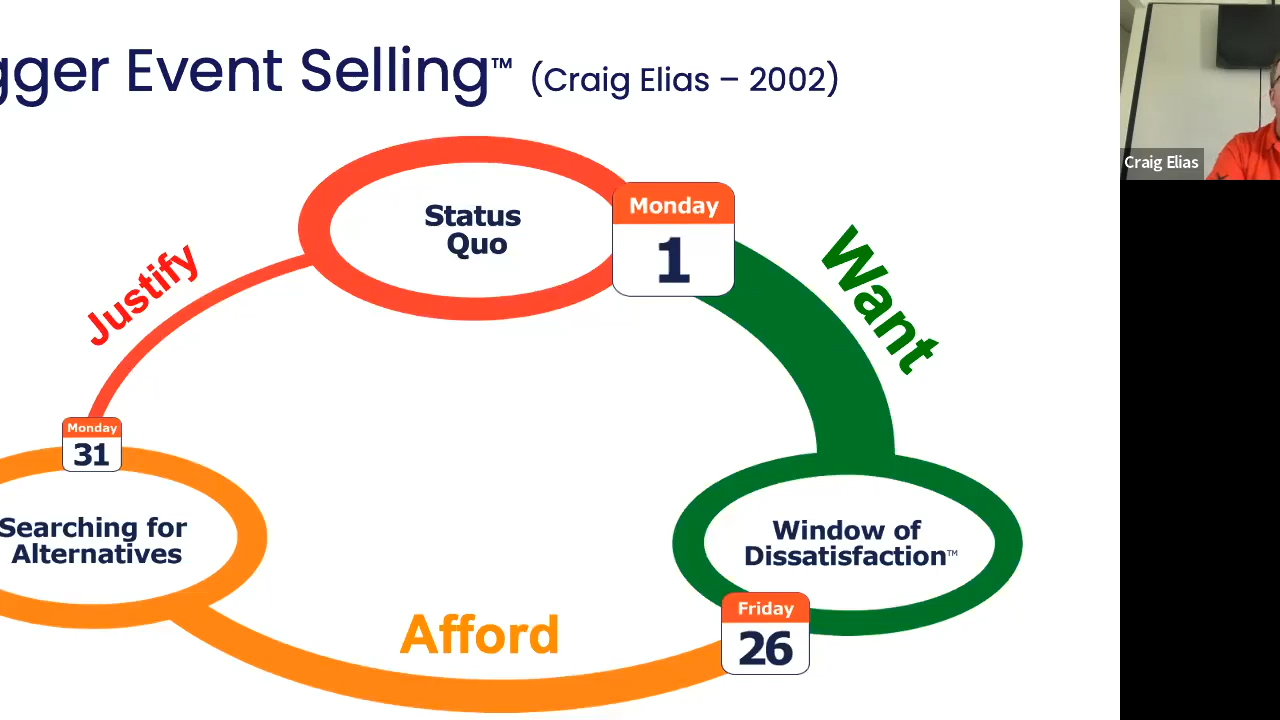 gger Event Selling™ (Craig Elias – 2002)
Craig Elias
Status
Quo
Monday
1
Want
Justify
Monday
31
Searching for
Alternatives
Window of
Dissatisfaction™
Friday
26
Afford